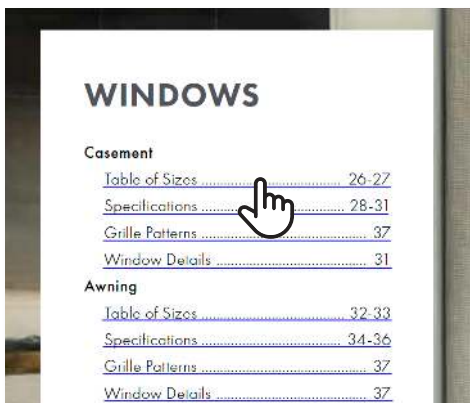 WINDOWS
Casement
Table of Sizes ........................................ 26-27
Specifications ........................................ 28-31
Grille Patterns ........................................ 37
Window Details ........................................ 31
Awning
Table of Sizes ........................................ 32-33
Specifications ........................................ 34-36
Grille Patterns ........................................ 37
Window Details ........................................ 37